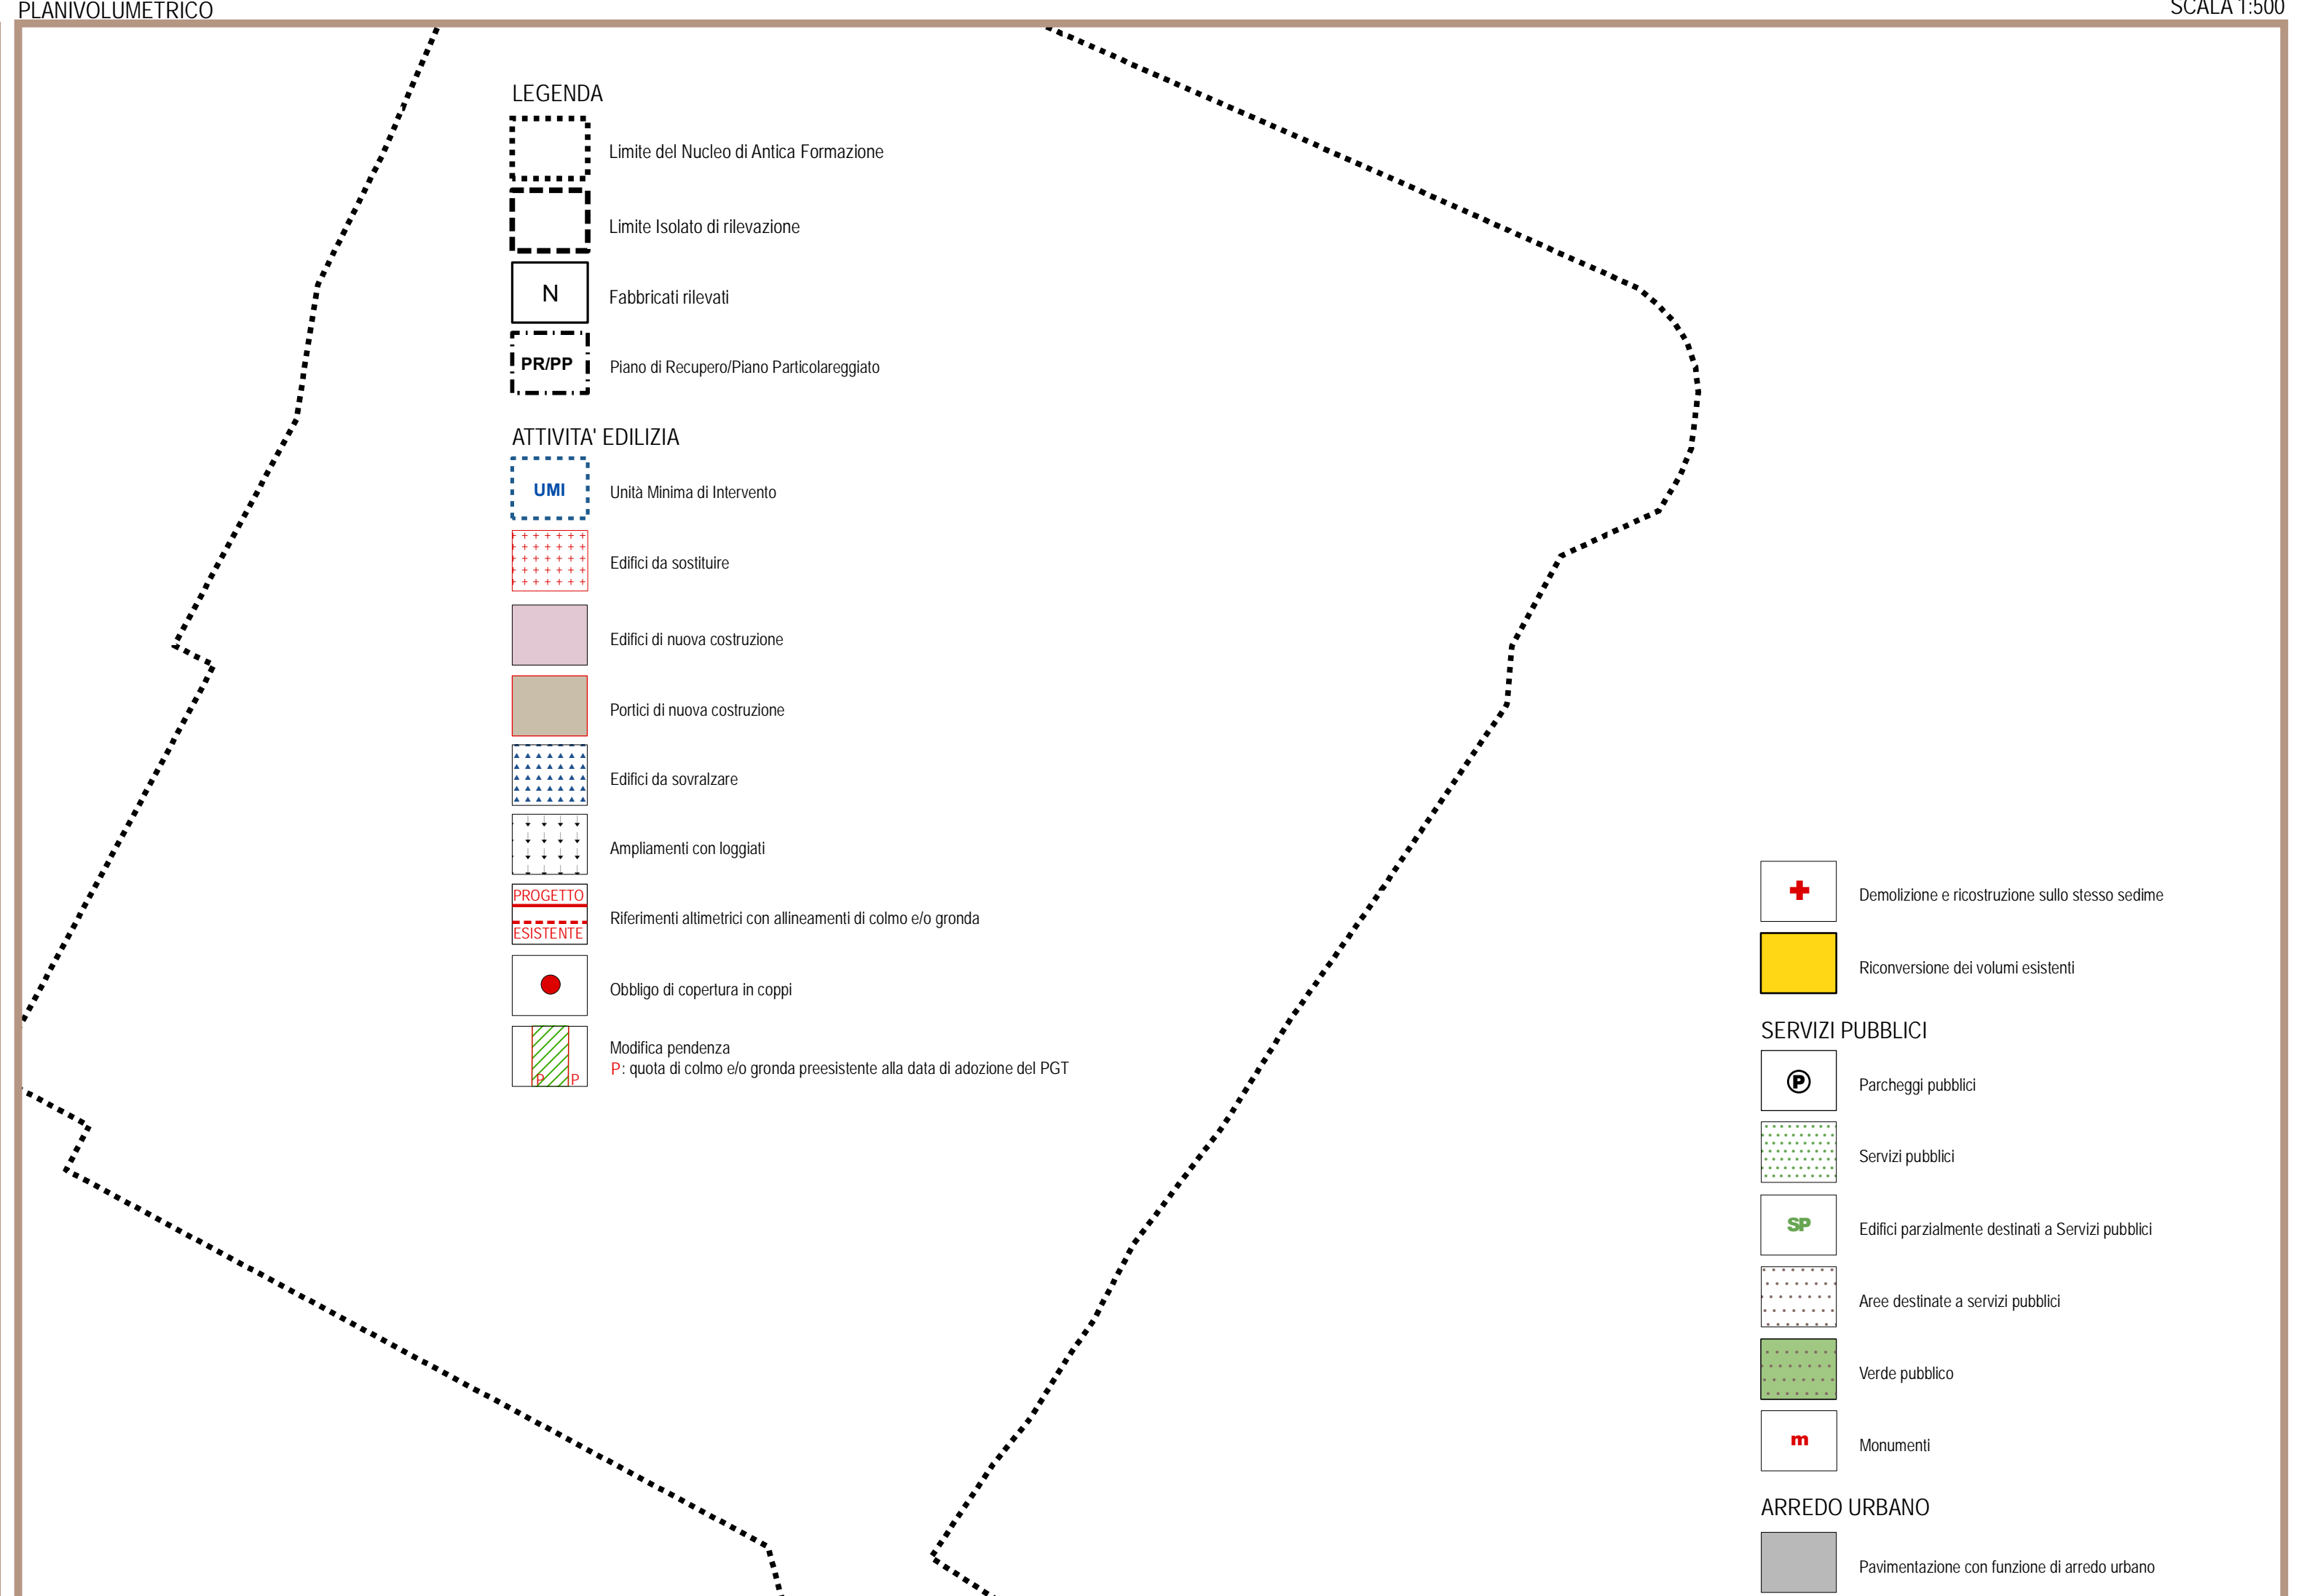 PLANIVOLUMETRICO
SCALA 1:500
LEGENDA
Limite del Nucleo di Antica Formazione
Limite Isolato di rilevazione
N
Fabbricati rilevati
PR/PP
Piano di Recupero/Piano Particolareggiato
ATTIVITA' EDILIZIA
UMI
Unità Minima di Intervento
Edifici da sostituire
Edifici di nuova costruzione
Portici di nuova costruzione
Edifici da sovralzare
Ampliamenti con loggiati
PROGETTO
ESISTENTE
Riferimenti altimetrici con allineamenti di colmo e/o gronda
Obbligo di copertura in coppi
P P
Modifica pendenza
P: quota di colmo e/o gronda preesistente alla data di adozione del PGT
Demolizione e ricostruzione sullo stesso sedime
Riconversione dei volumi esistenti
SERVIZI PUBBLICI
P
Parcheggi pubblici
Servizi pubblici
SP
Edifici parzialmente destinati a Servizi pubblici
Aree destinate a servizi pubblici
Verde pubblico
m
Monumenti
ARREDO URBANO
Pavimentazione con funzione di arredo urbano